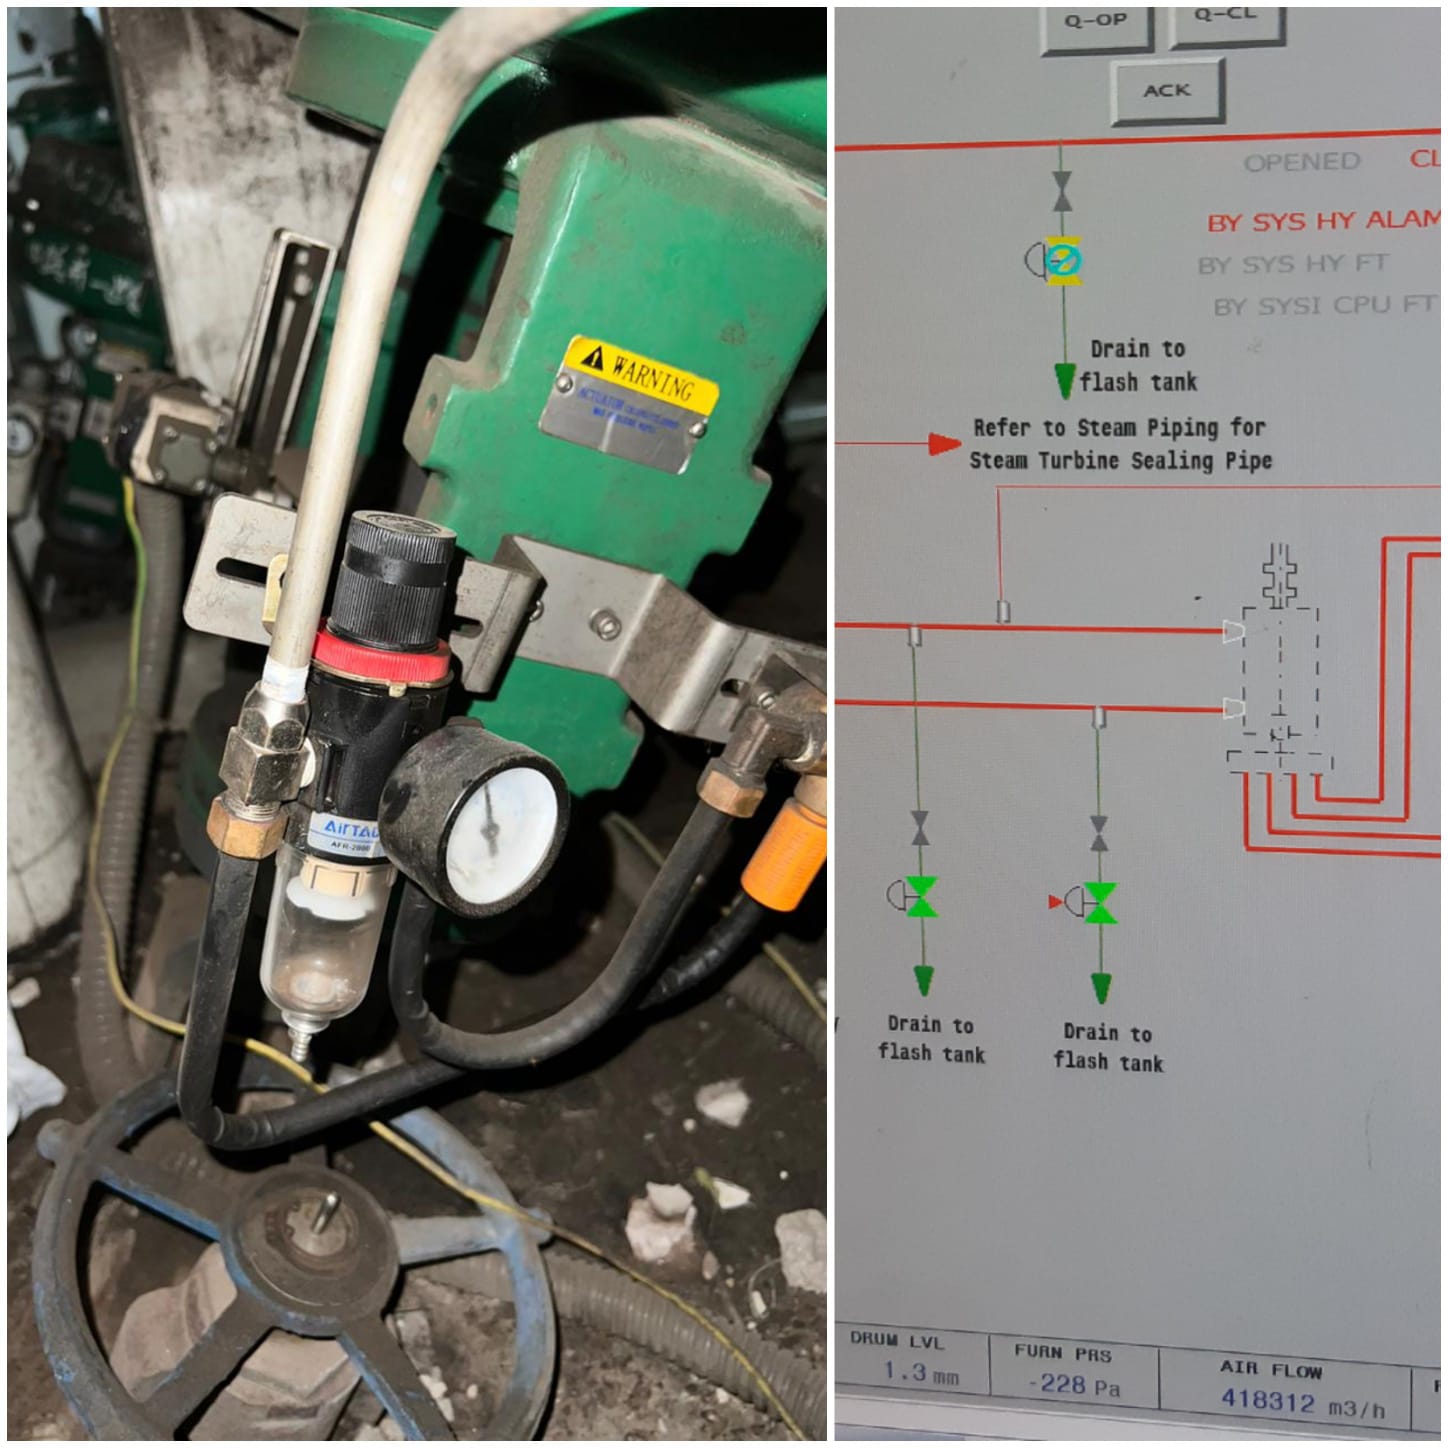 WARNING
AirTAC
AFR-2000
Q-OP
Q-CL
ACK
OPENED
CL
BY SYS HY ALAM
BY SYS HY FT
BY SYSI CPU FT
Drain to
flash tank
Refer to Steam Piping for
Steam Turbine Sealing Pipe
Drain to
flash tank
Drain to
flash tank
DRUM LVL
1.3 mm
FURN PRS
-228 Pa
AIR FLOW
418312 m3/h